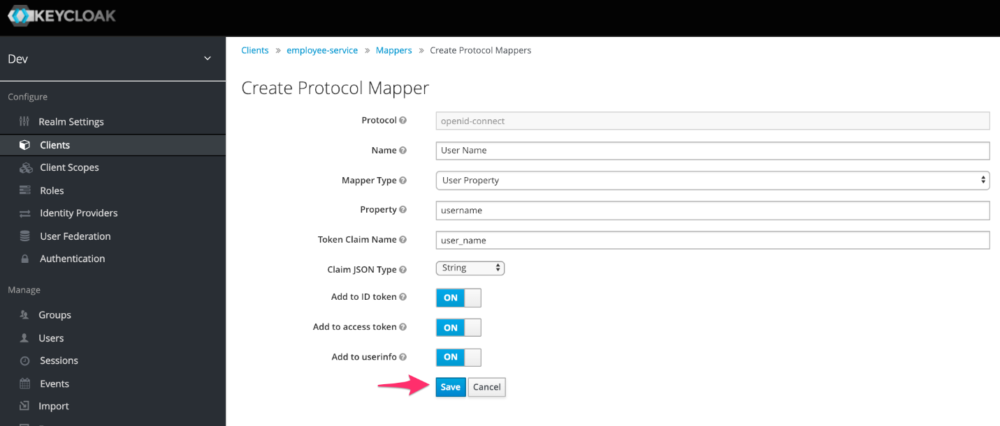 KEYCLOAK
Dev
Configure
Realm Settings
Clients
Client Scopes
Roles
Identity Providers
User Federation
Authentication
Manage
Groups
Users
Sessions
Events
Import
Clients » employee-service » Mappers » Create Protocol Mappers
Create Protocol Mapper
Protocol ? openid-connect
Name ? User Name
Mapper Type ? User Property
Property ? username
Token Claim Name ? user_name
Claim JSON Type ? String
Add to ID token ? ON
Add to access token ? ON
Add to userinfo ? ON
Save Cancel